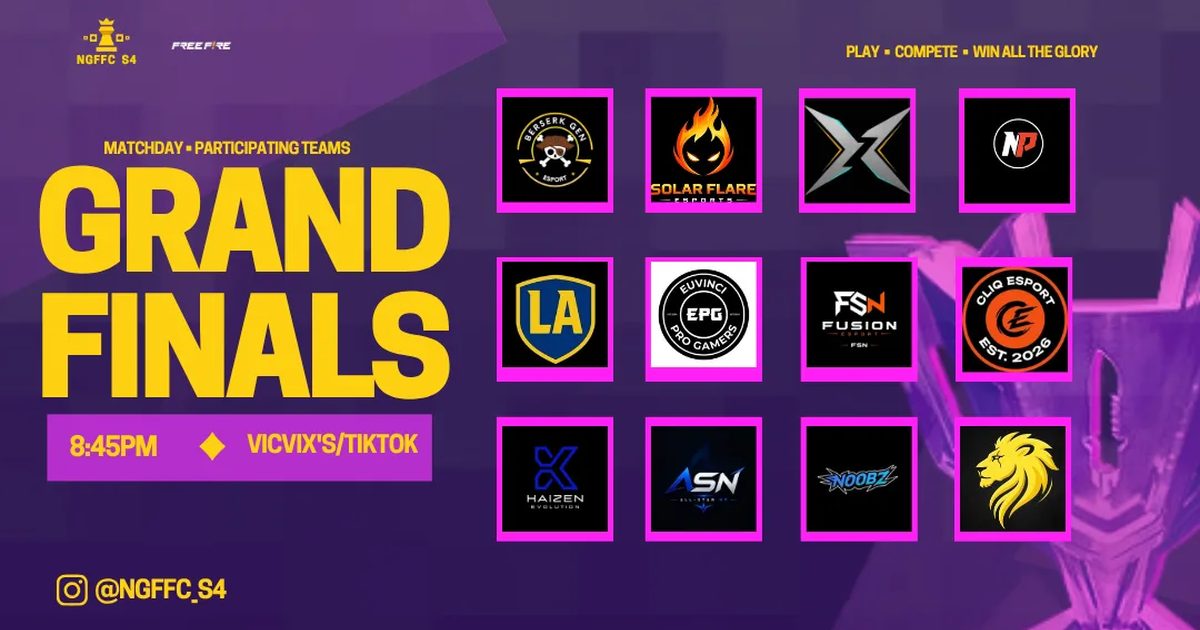 NGFFC S4
FREE FIRE
PLAY ▪ COMPETE ▪ WIN ALL THE GLORY
MATCHDAY ▪ PARTICIPATING TEAMS
GRAND
FINALS
8:45PM ◆ VICVIX'S/TIKTOK
@NGFFC_S4
BERSERK GEN
ESPORT
SOLAR FLARE
ESPORTS
NP
LA
EUVINCI
EPG
PRO GAMERS
FSN
FUSION
ESPORT
FSN
CLIQ ESPORT
CE
EST. 2026
HAIZEN
EVOLUTION
ASN
NOOBZ